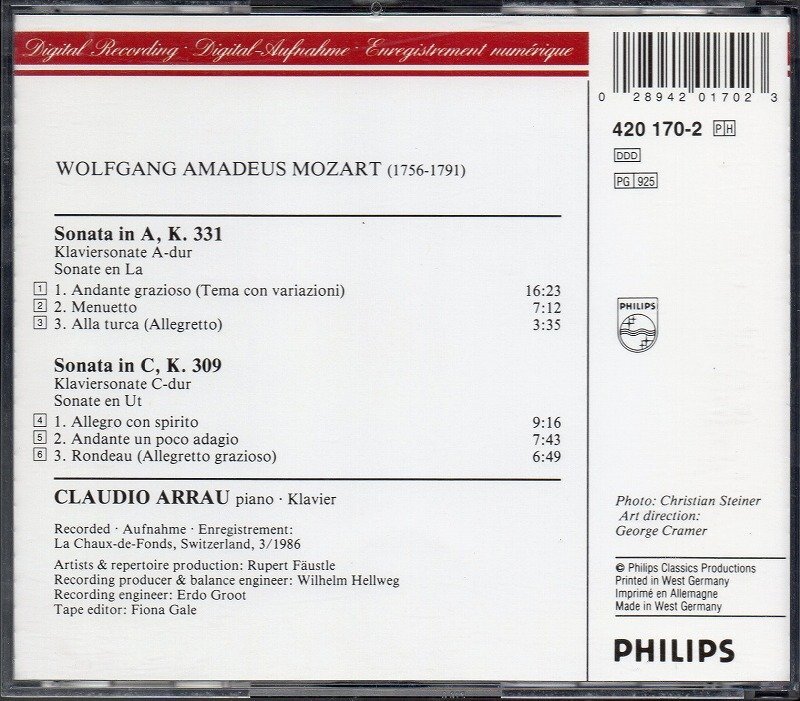 Digital Recording · Digital-Aufnahme · Enregistrement numérique
0 28942 01702 3
420 170-2 PH
DDD
PG 925
WOLFGANG AMADEUS MOZART (1756-1791)
Sonata in A, K. 331
Klaviersonate A-dur
Sonate en La
1 1. Andante grazioso (Tema con variazioni) 16:23
2 2. Menuetto 7:12
3 3. Alla turca (Allegretto) 3:35
PHILIPS
Sonata in C, K. 309
Klaviersonate C-dur
Sonate en Ut
4 1. Allegro con spirito 9:16
5 2. Andante un poco adagio 7:43
6 3. Rondeau (Allegretto grazioso) 6:49
CLAUDIO ARRAU piano · Klavier
Recorded · Aufnahme · Enregistrement:
La Chaux-de-Fonds, Switzerland, 3/1986
Artists & repertoire production: Rupert Fäustle
Recording producer & balance engineer: Wilhelm Hellweg
Recording engineer: Erdo Groot
Tape editor: Fiona Gale
Photo: Christian Steiner
Art direction:
George Cramer
℗ Philips Classics Productions
Printed in West Germany
Imprimé en Allemagne
Made in West Germany
PHILIPS